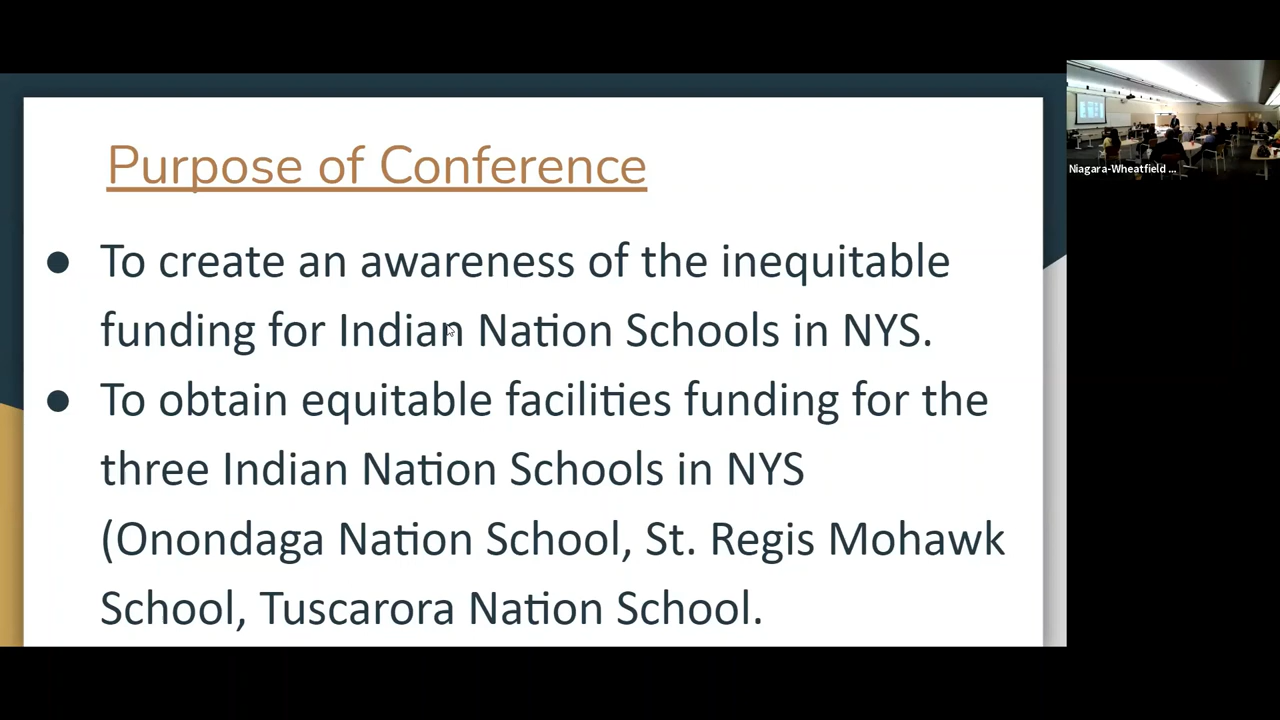 Purpose of Conference
● To create an awareness of the inequitable
funding for Indian Nation Schools in NYS.
● To obtain equitable facilities funding for the
three Indian Nation Schools in NYS
(Onondaga Nation School, St. Regis Mohawk
School, Tuscarora Nation School.
Niagara-Wheatfield ...